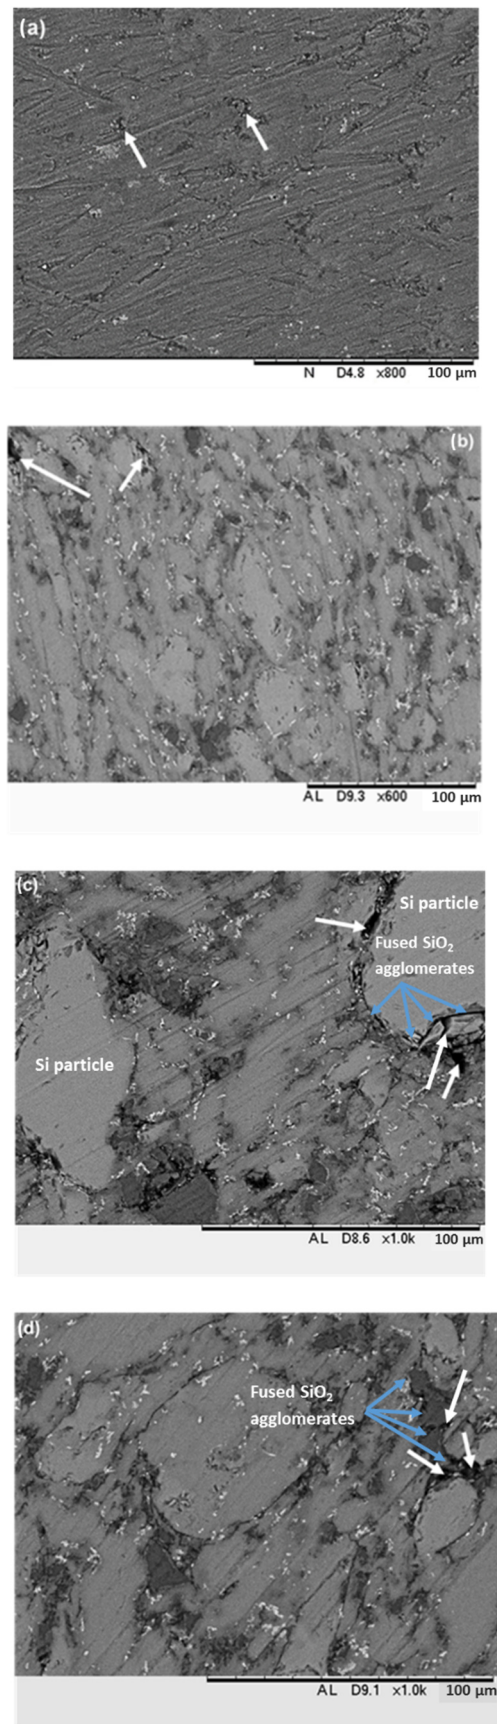 (a)
N D4.8 x800 100 µm
(b)
AL D9.3 x600 100 µm
(c)
Si particle
Fused SiO₂
agglomerates
Si particle
AL D8.6 x1.0k 100 µm
(d)
Fused SiO₂
agglomerates
AL D9.1 x1.0k 100 µm